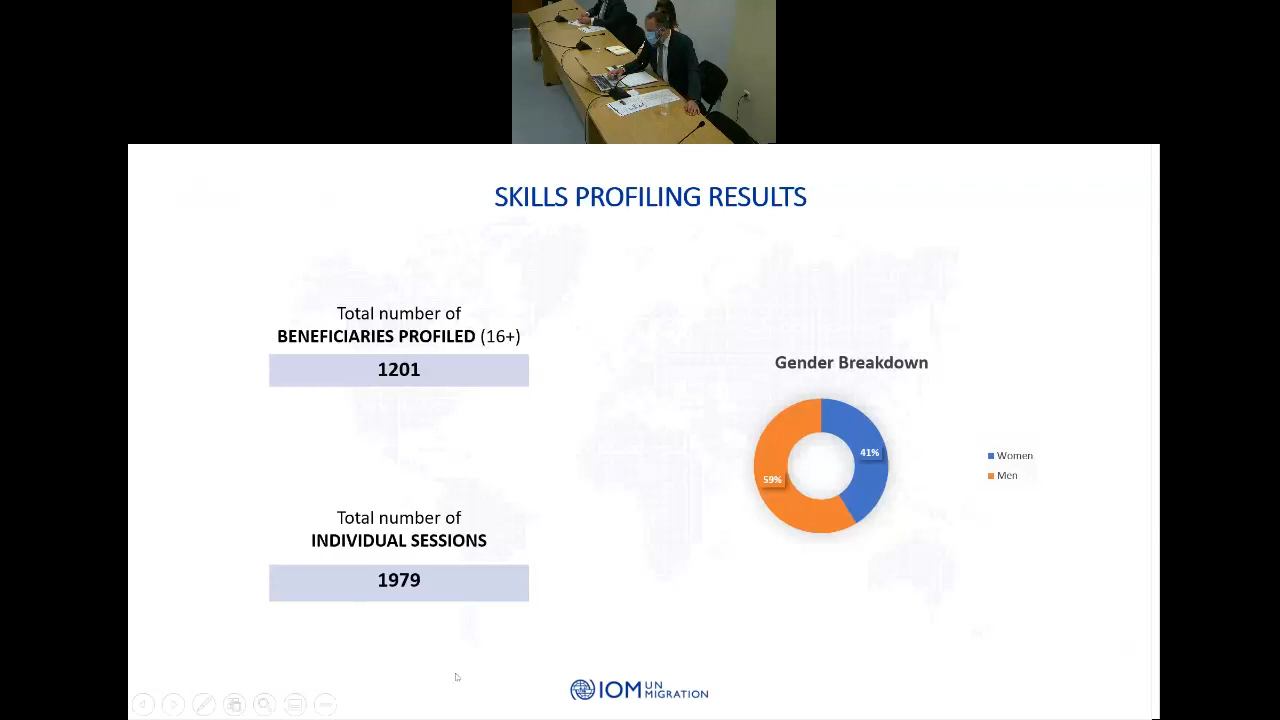 SKILLS PROFILING RESULTS
Total number of
BENEFICIARIES PROFILED (16+)
1201
Total number of
INDIVIDUAL SESSIONS
1979
Gender Breakdown
41%
59%
Women
Men
IOM UN
MIGRATION